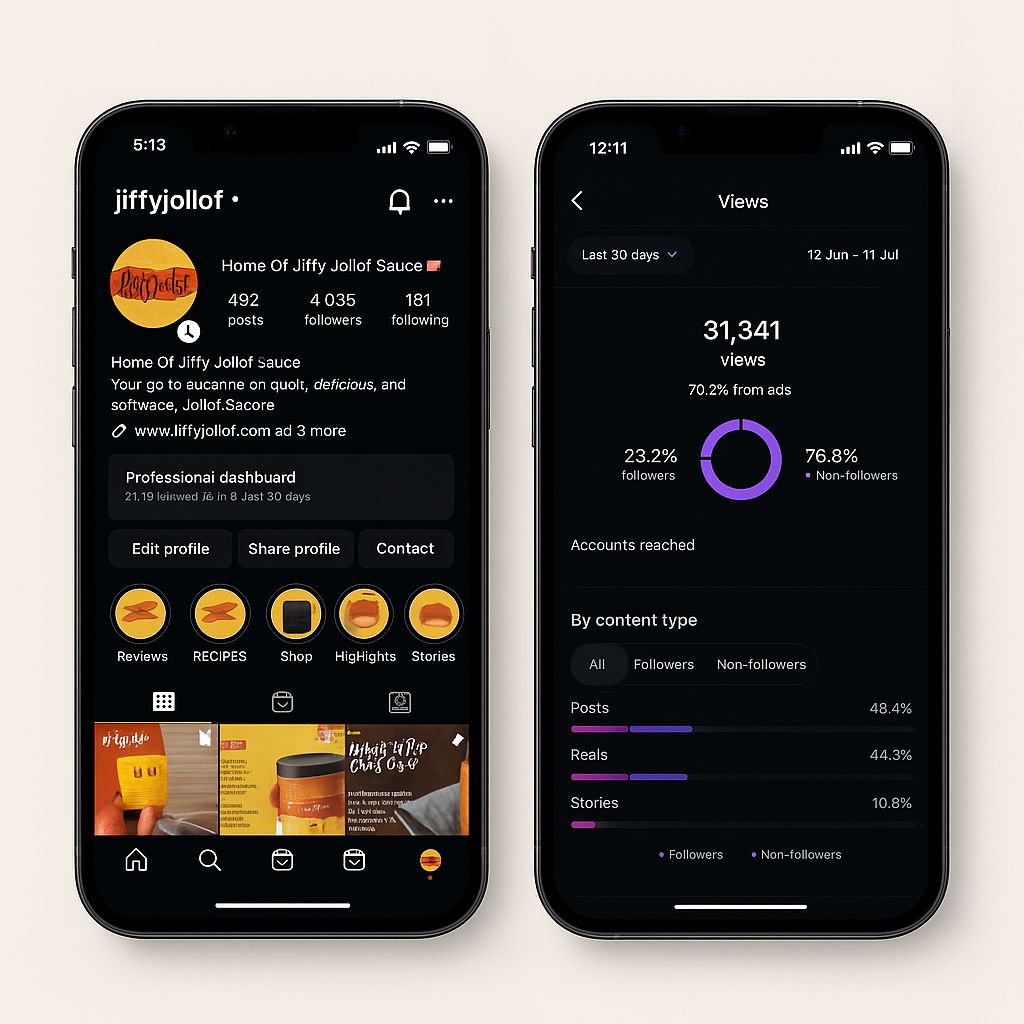 5:13
jiffyjollof •
Home Of Jiffy Jollof Sauce
492
posts
4 035
followers
181
following
Home Of Jiffy Jollof Sauce
Your go to aucanne on quolt, deficious, and
softwace, Jollof.Sacore
www.liffyjollof.com ad 3 more
Professionai dashbuard
21.19 in 8 Jast 30 days
Edit profile
Share profile
Contact
Reviews
RECIPES
Shop
HigHights
Stories
12:11
Views
Last 30 days
12 Jun - 11 Jul
31,341
views
70.2% from ads
23.2%
followers
76.8%
• Non-followers
Accounts reached
By content type
All
Followers
Non-followers
Posts
48.4%
Reals
44.3%
Stories
10.8%
• Followers
• Non-followers